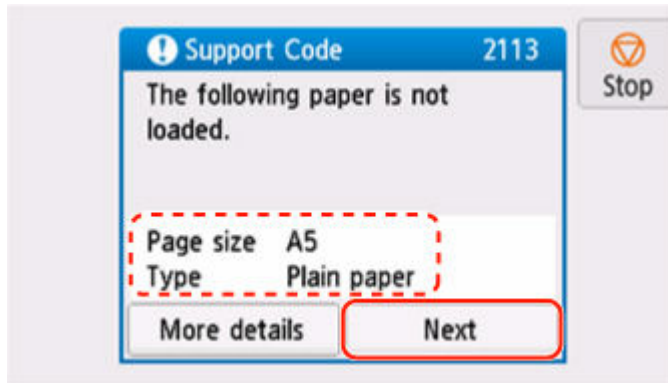 Support Code 2113
Stop
The following paper is not
loaded.
Page size A5
Type Plain paper
More details Next